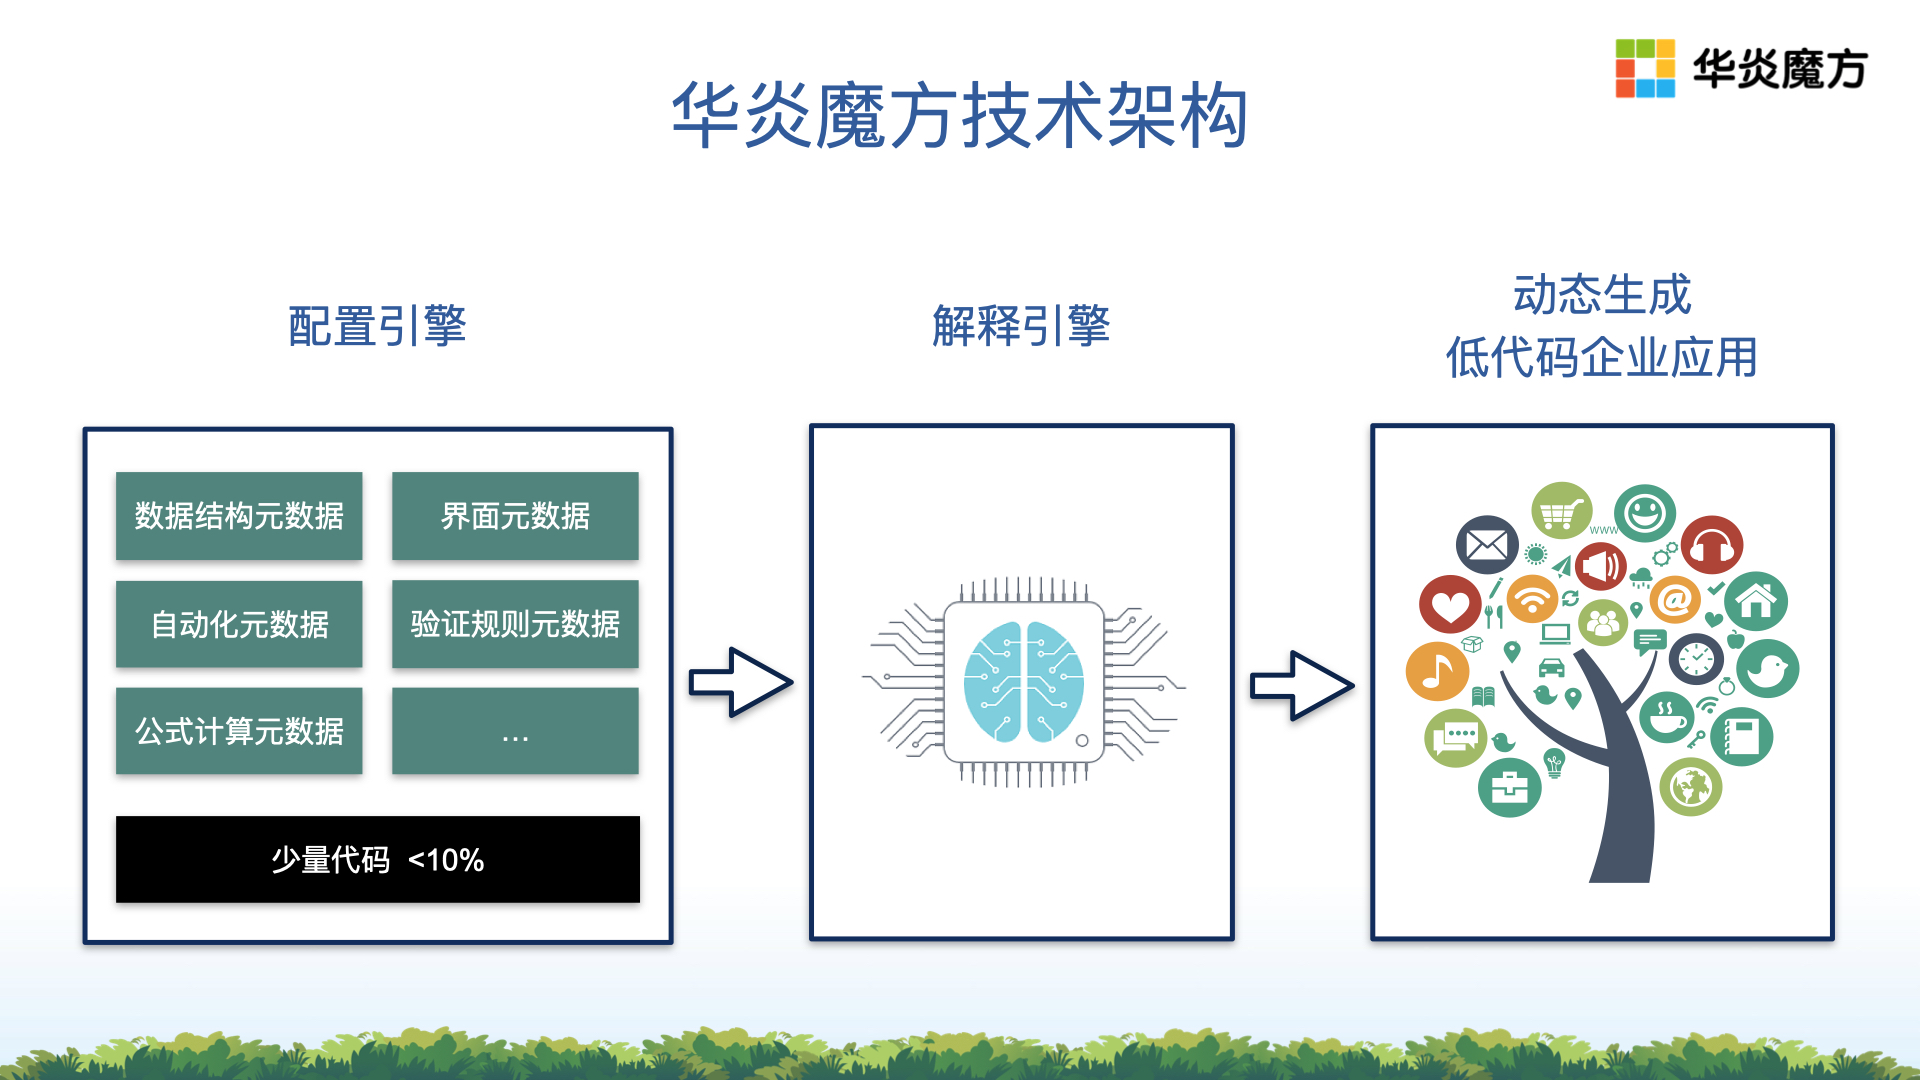 华炎魔方
华炎魔方技术架构
配置引擎
数据结构元数据
界面元数据
自动化元数据
验证规则元数据
公式计算元数据
...
少量代码 <10%
解释引擎
动态生成
低代码企业应用
www
@